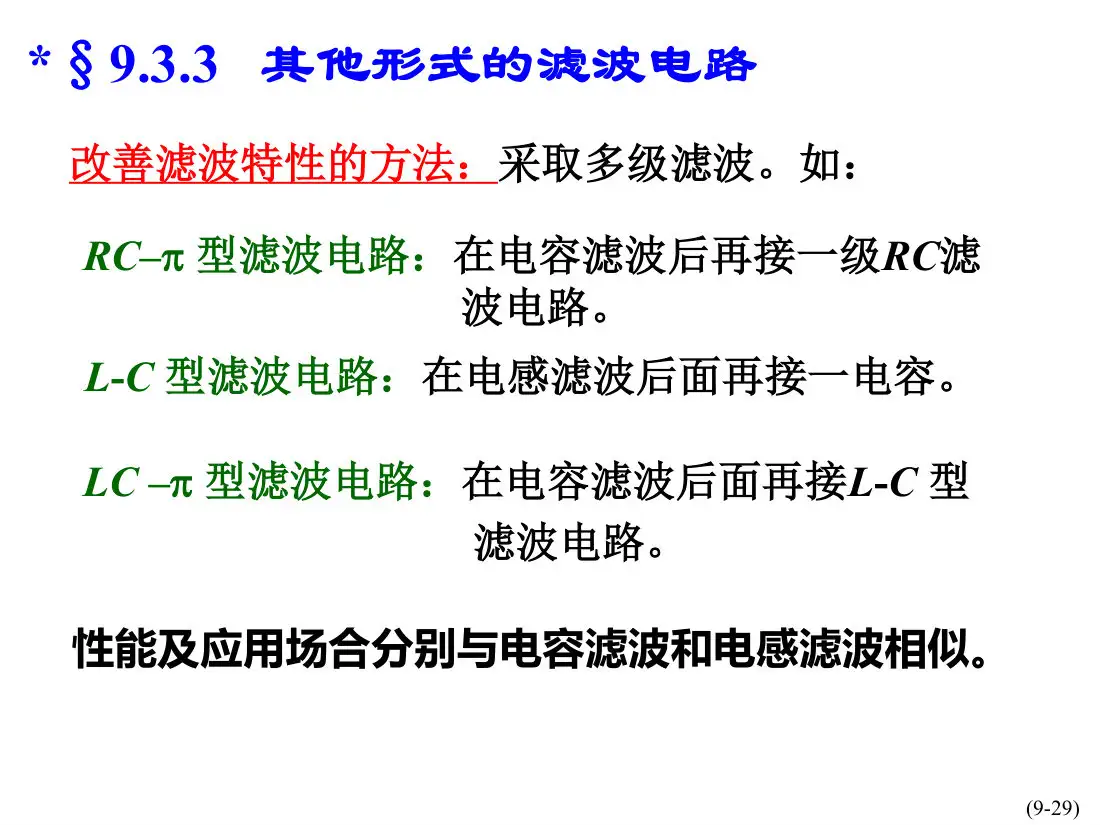 * § 9.3.3 其他形式的滤波电路
改善滤波特性的方法：采取多级滤波。如：
RC–π 型滤波电路：在电容滤波后再接一级RC滤
波电路。
L-C 型滤波电路：在电感滤波后面再接一电容。
LC –π 型滤波电路：在电容滤波后面再接L-C 型
滤波电路。
性能及应用场合分别与电容滤波和电感滤波相似。
(9-29)